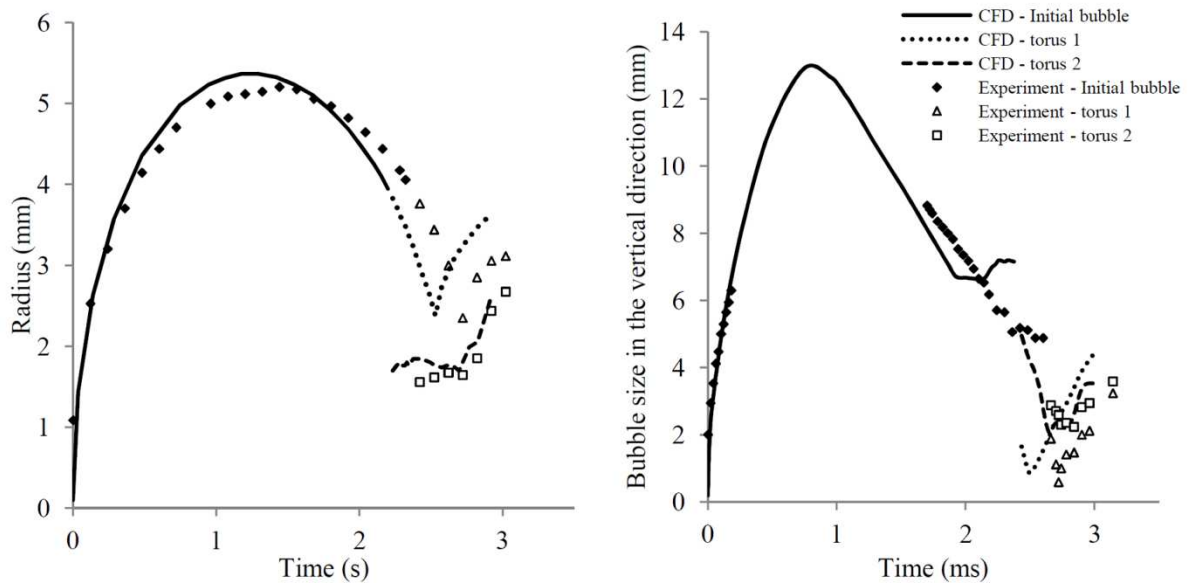 6
5
4
3
2
1
0
Radius (mm)
0
1
2
3
Time (s)
14
12
10
8
6
4
2
0
Bubble size in the vertical direction (mm)
0
1
2
3
Time (ms)
CFD - Initial bubble
CFD - torus 1
CFD - torus 2
Experiment - Initial bubble
Experiment - torus 1
Experiment - torus 2